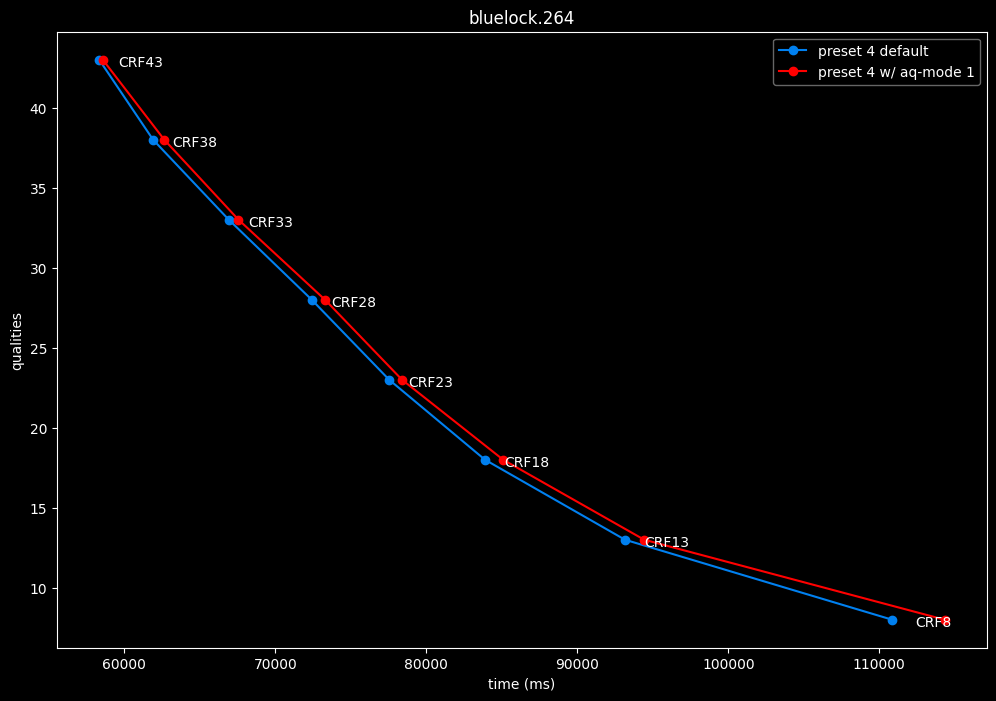 bluelock.264
preset 4 default
preset 4 w/ aq-mode 1
CRF43
CRF38
CRF33
CRF28
CRF23
CRF18
CRF13
CRF8
40
35
30
25
20
15
10
qualities
60000
70000
80000
90000
100000
110000
time (ms)